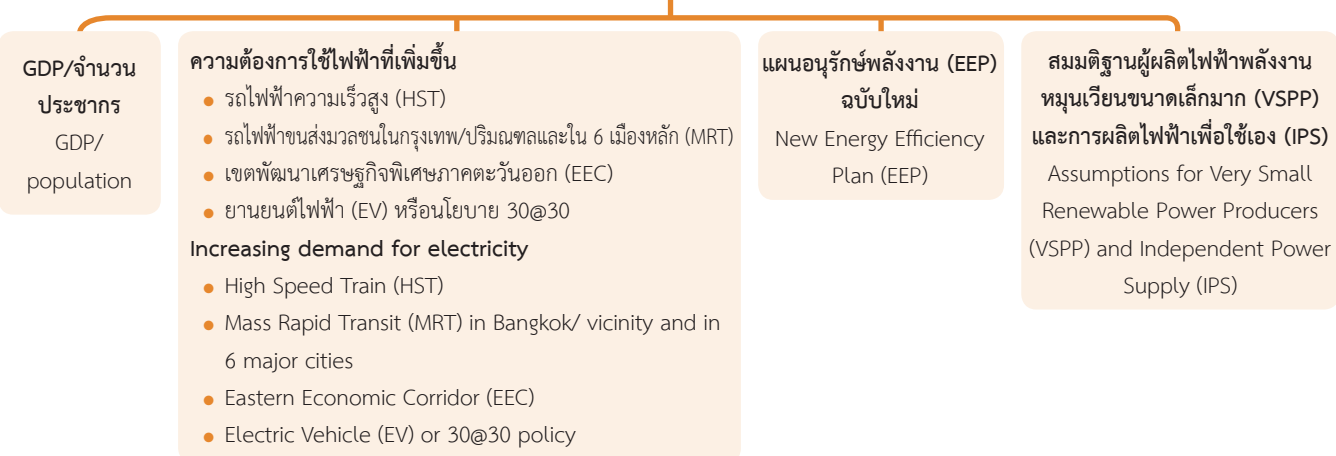 GDP/จำนวน
ประชากร
GDP/
population
ความต้องการใช้ไฟฟ้าที่เพิ่มขึ้น
• รถไฟฟ้าความเร็วสูง (HST)
• รถไฟฟ้าขนส่งมวลชนในกรุงเทพ/ปริมณฑลและใน 6 เมืองหลัก (MRT)
• เขตพัฒนาเศรษฐกิจพิเศษภาคตะวันออก (EEC)
• ยานยนต์ไฟฟ้า (EV) หรือนโยบาย 30@30
Increasing demand for electricity
• High Speed Train (HST)
• Mass Rapid Transit (MRT) in Bangkok/ vicinity and in
6 major cities
• Eastern Economic Corridor (EEC)
• Electric Vehicle (EV) or 30@30 policy
แผนอนุรักษ์พลังงาน (EEP)
ฉบับใหม่
New Energy Efficiency
Plan (EEP)
สมมติฐานผู้ผลิตไฟฟ้าพลังงาน
หมุนเวียนขนาดเล็กมาก (VSPP)
และการผลิตไฟฟ้าเพื่อใช้เอง (IPS)
Assumptions for Very Small
Renewable Power Producers
(VSPP) and Independent Power
Supply (IPS)